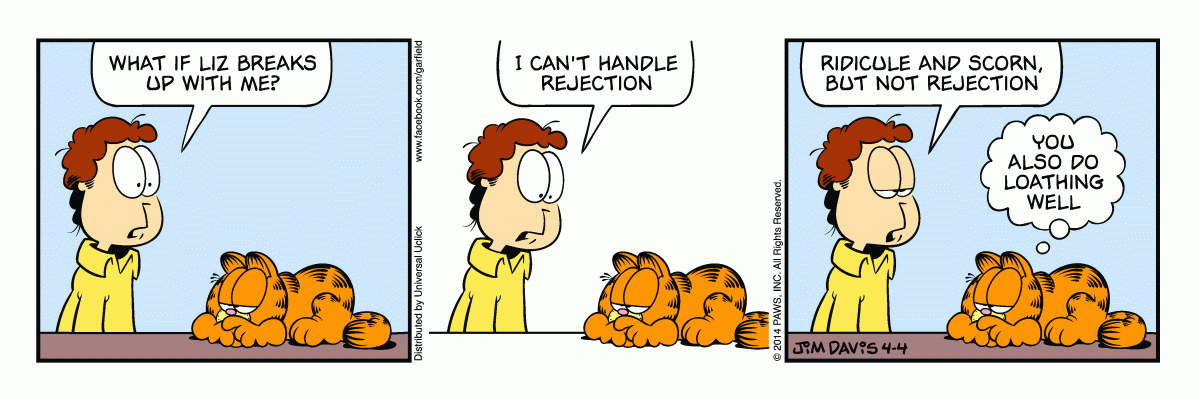 WHAT IF LIZ BREAKS
UP WITH ME?
www.facebook.com/garfield
Distributed by Universal Uclick
I CAN'T HANDLE
REJECTION
© 2014 PAWS, INC. All Rights Reserved.
RIDICULE AND SCORN,
BUT NOT REJECTION
YOU
ALSO DO
LOATHING
WELL
JIM DAVIS 4-4